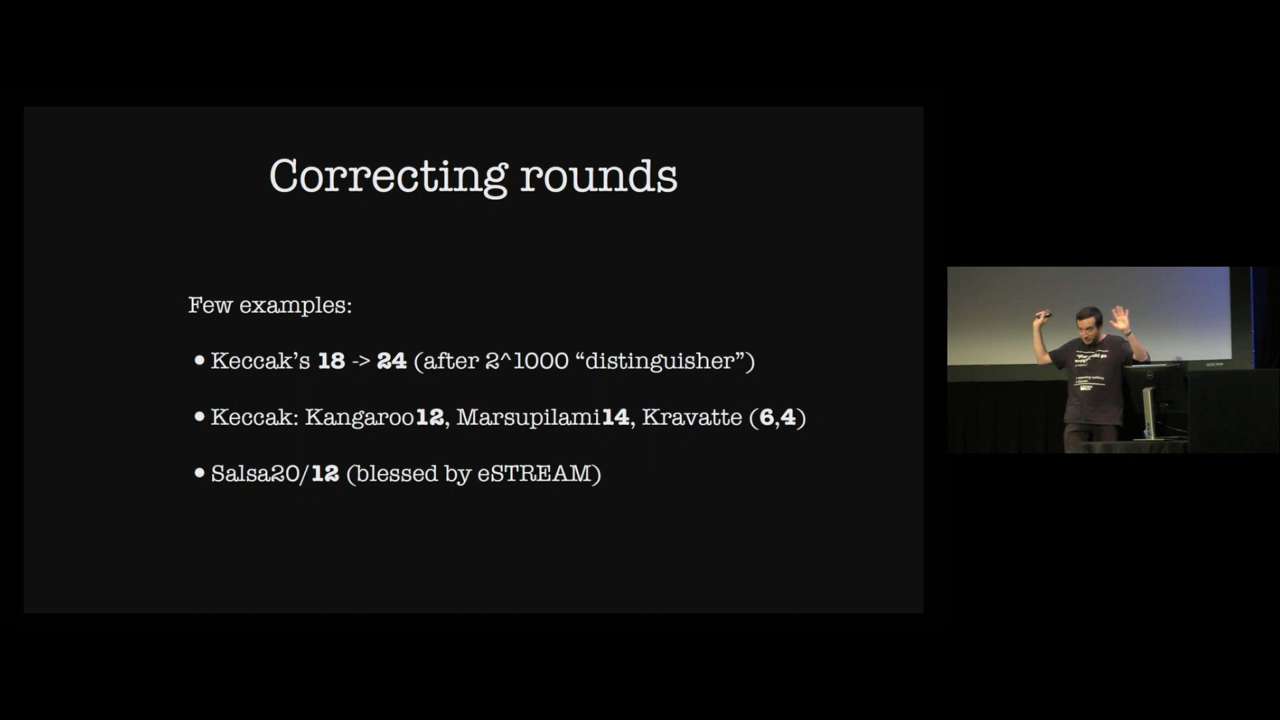 Correcting rounds
Few examples:
•Keccak's 18 -> 24 (after 2^1000 “distinguisher”)
•Keccak: Kangaroo12, Marsupilami14, Kravatte (6,4)
•Salsa20/12 (blessed by eSTREAM)